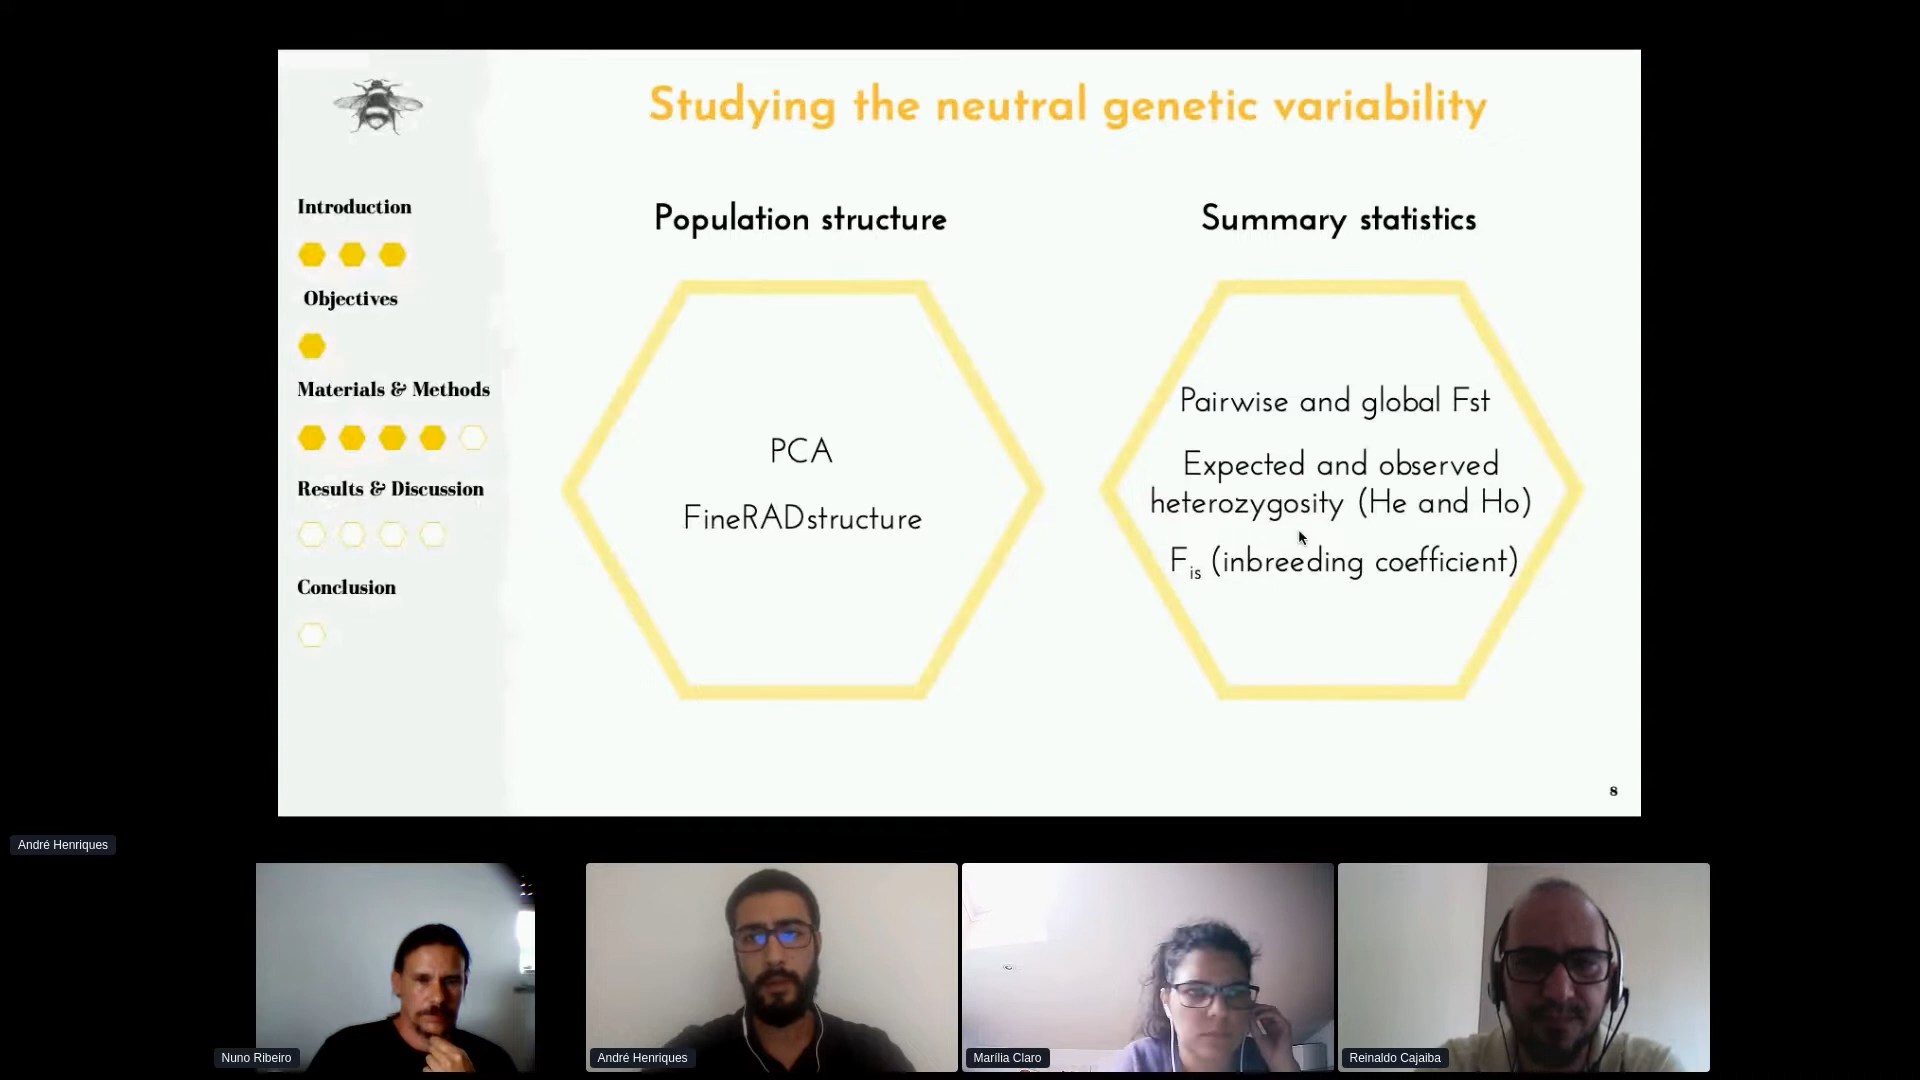 Studying the neutral genetic variability
Introduction
Objectives
Materials & Methods
Results & Discussion
Conclusion
Population structure
PCA
FineRADstructure
Summary statistics
Pairwise and global Fst
Expected and observed
heterozygosity (He and Ho)
Fis (inbreeding coefficient)
8
André Henriques
Nuno Ribeiro
André Henriques
Marília Claro
Reinaldo Cajaiba